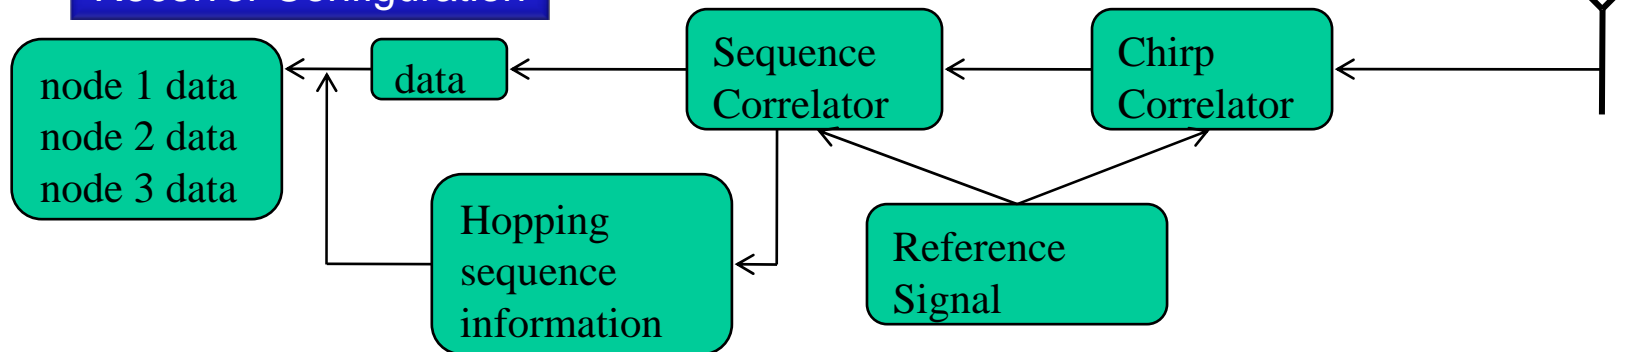 Configuration
node 1 data
node 2 data
node 3 data
data
Sequence
Correlator
Chirp
Correlator
Hopping
sequence
information
Reference
Signal